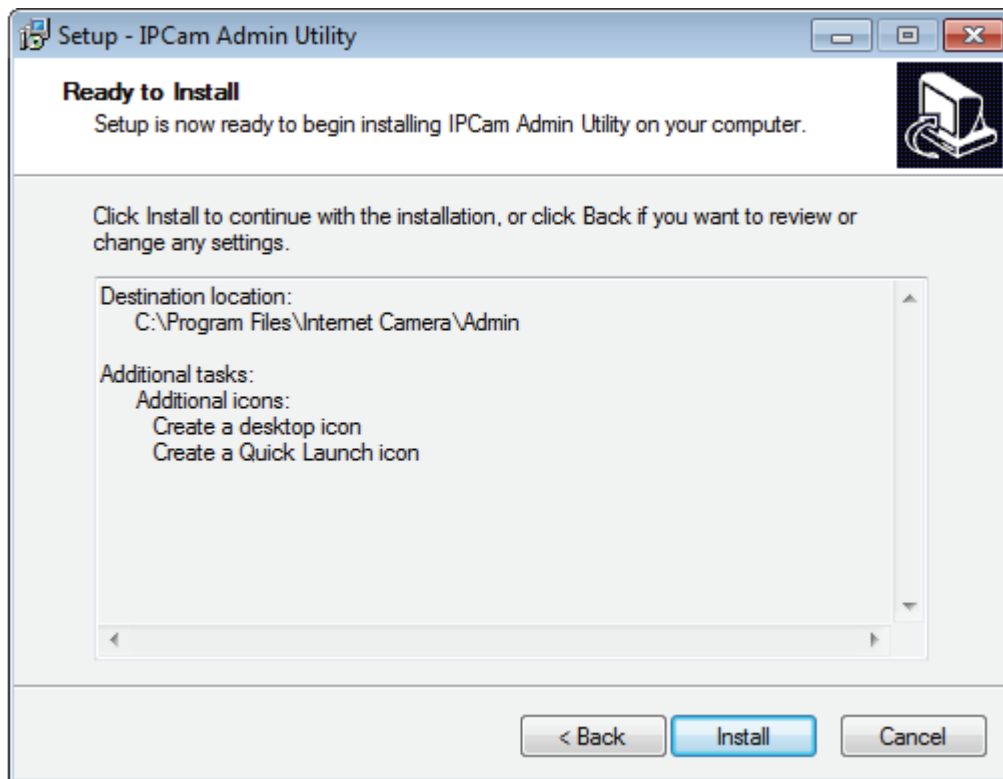 Setup - IPCam Admin Utility
Ready to Install
Setup is now ready to begin installing IPCam Admin Utility on your computer.
Click Install to continue with the installation, or click Back if you want to review or
change any settings.
Destination location:
C:\Program Files\Internet Camera\Admin
Additional tasks:
Additional icons:
Create a desktop icon
Create a Quick Launch icon
< Back
Install
Cancel